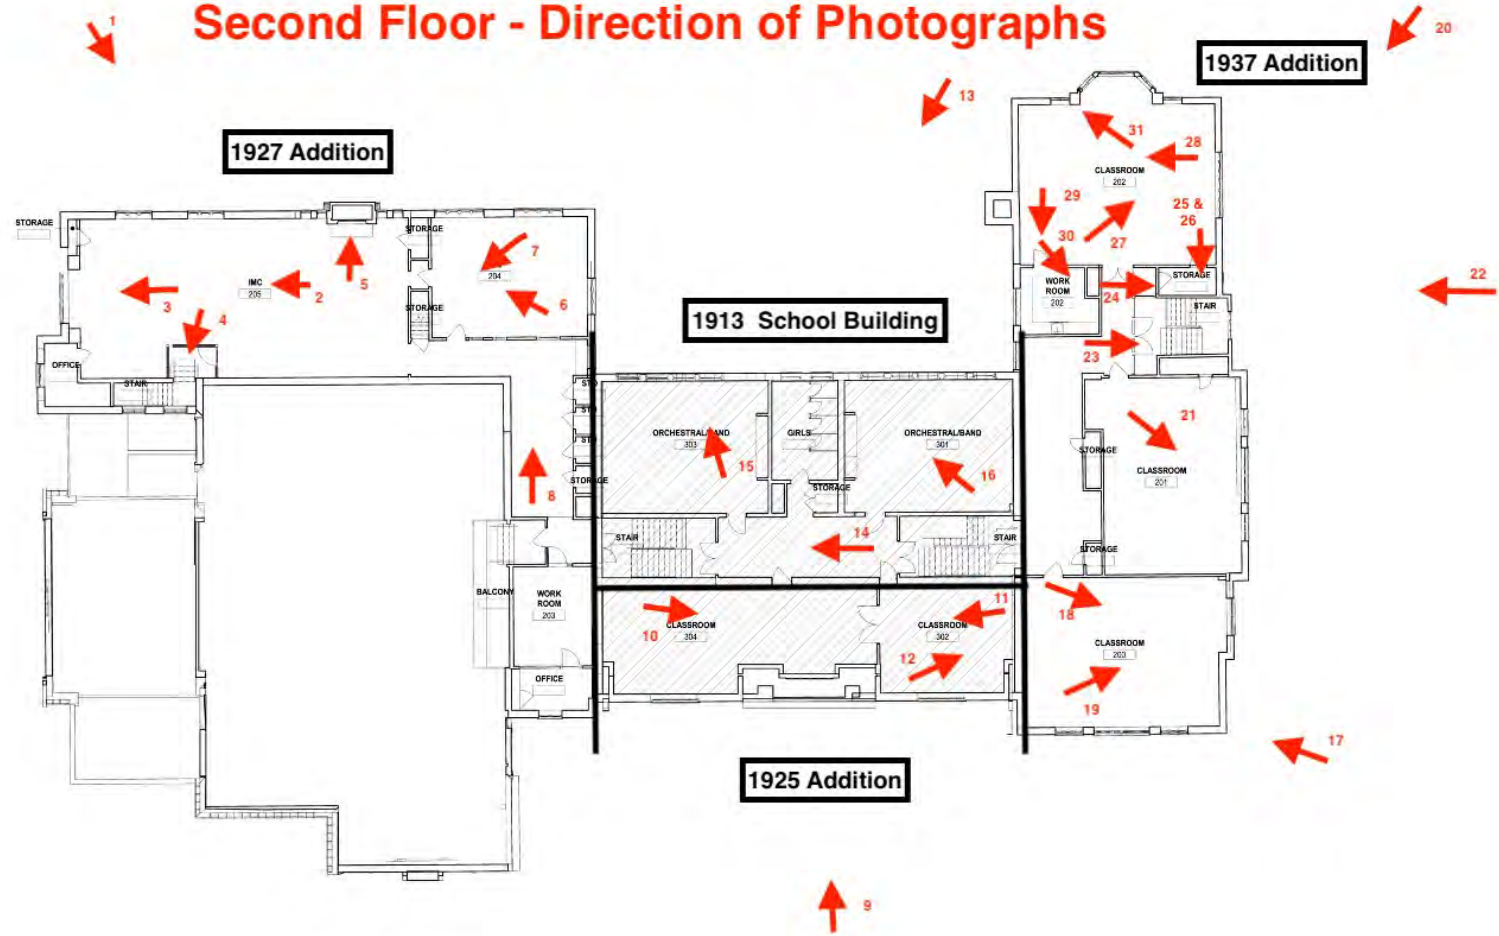 Second Floor - Direction of Photographs
1
20
1937 Addition
13
31
28
1927 Addition
CLASSROOM
202
29
25 &
26
STORAGE
STORAGE
7
30
27
204
IMC
205
5
2
3
6
STORAGE
4
WORK
ROOM
202
24
STORAGE
22
STAIR
1913 School Building
23
OFFICE
STAIR
STO
STO
STO
ORCHESTRAL/BAND
303
GIRLS
ORCHESTRAL/BAND
301
21
STORAGE
CLASSROOM
201
15
16
STORAGE
STORAGE
8
STAIR
14
STAIR
STORAGE
BALCONY
WORK
ROOM
203
10
CLASSROOM
304
11
CLASSROOM
302
18
CLASSROOM
200
12
OFFICE
19
17
1925 Addition
9